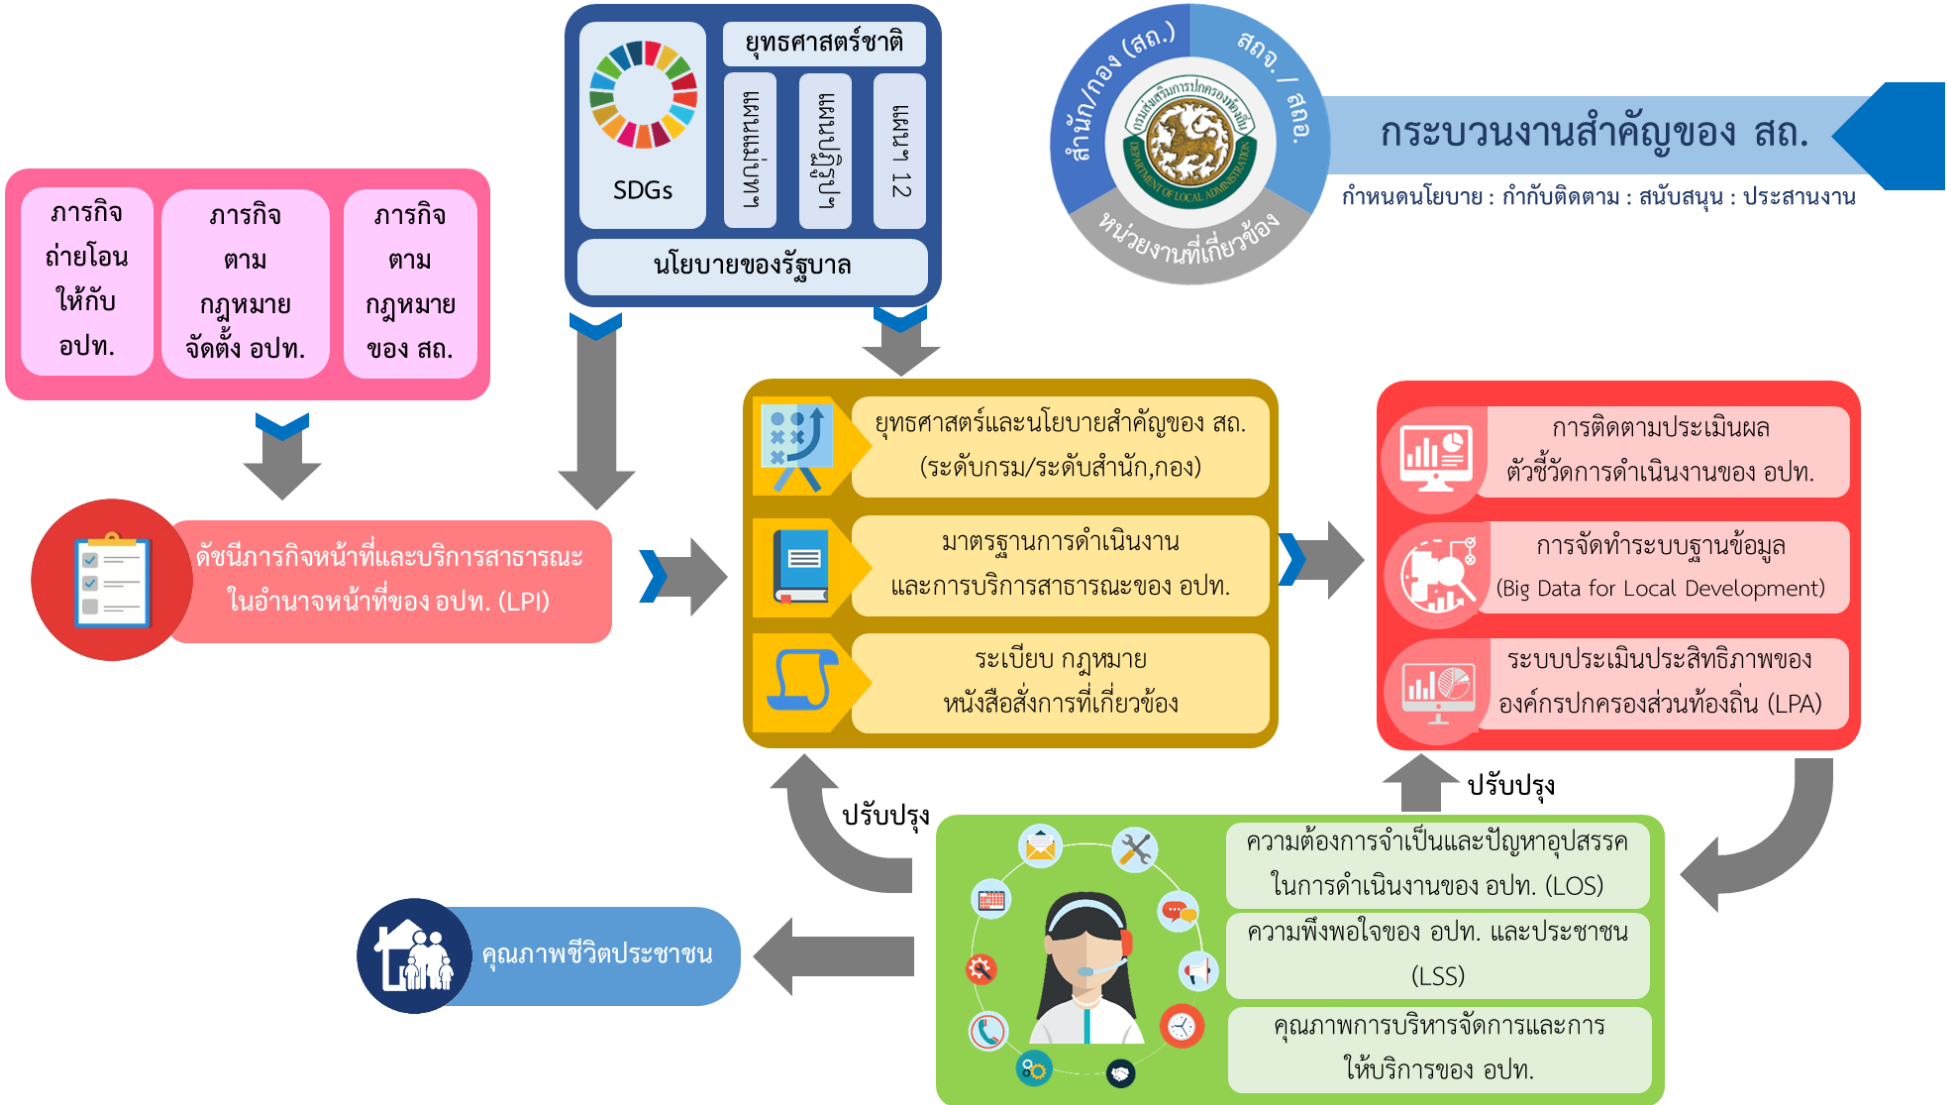 ยุทธศาสตร์ชาติ
SDGs
แผนแม่บทฯ
แผนปฏิรูปฯ
แผนฯ 12
นโยบายของรัฐบาล
สำนัก/กอง (สถ.)
สถจ. / สถอ.
หน่วยงานที่เกี่ยวข้อง
กรมส่งเสริมการปกครองท้องถิ่น
DEPARTMENT OF LOCAL ADMINISTRATION
กระบวนงานสำคัญของ สถ.
กำหนดนโยบาย : กำกับติดตาม : สนับสนุน : ประสานงาน
ภารกิจ
ถ่ายโอน
ให้กับ
อปท.
ภารกิจ
ตาม
กฎหมาย
จัดตั้ง อปท.
ภารกิจ
ตาม
กฎหมาย
ของ สถ.
ดัชนีภารกิจหน้าที่และบริการสาธารณะ
ในอำนาจหน้าที่ของ อปท. (LPI)
ยุทธศาสตร์และนโยบายสำคัญของ สถ.
(ระดับกรม/ระดับสำนัก,กอง)
มาตรฐานการดำเนินงาน
และการบริการสาธารณะของ อปท.
ระเบียบ กฎหมาย
หนังสือสั่งการที่เกี่ยวข้อง
การติดตามประเมินผล
ตัวชี้วัดการดำเนินงานของ อปท.
การจัดทำระบบฐานข้อมูล
(Big Data for Local Development)
ระบบประเมินประสิทธิภาพของ
องค์กรปกครองส่วนท้องถิ่น (LPA)
ปรับปรุง
ปรับปรุง
ความต้องการจำเป็นและปัญหาอุปสรรค
ในการดำเนินงานของ อปท. (LOS)
ความพึงพอใจของ อปท. และประชาชน
(LSS)
คุณภาพการบริหารจัดการและการ
ให้บริการของ อปท.
คุณภาพชีวิตประชาชน